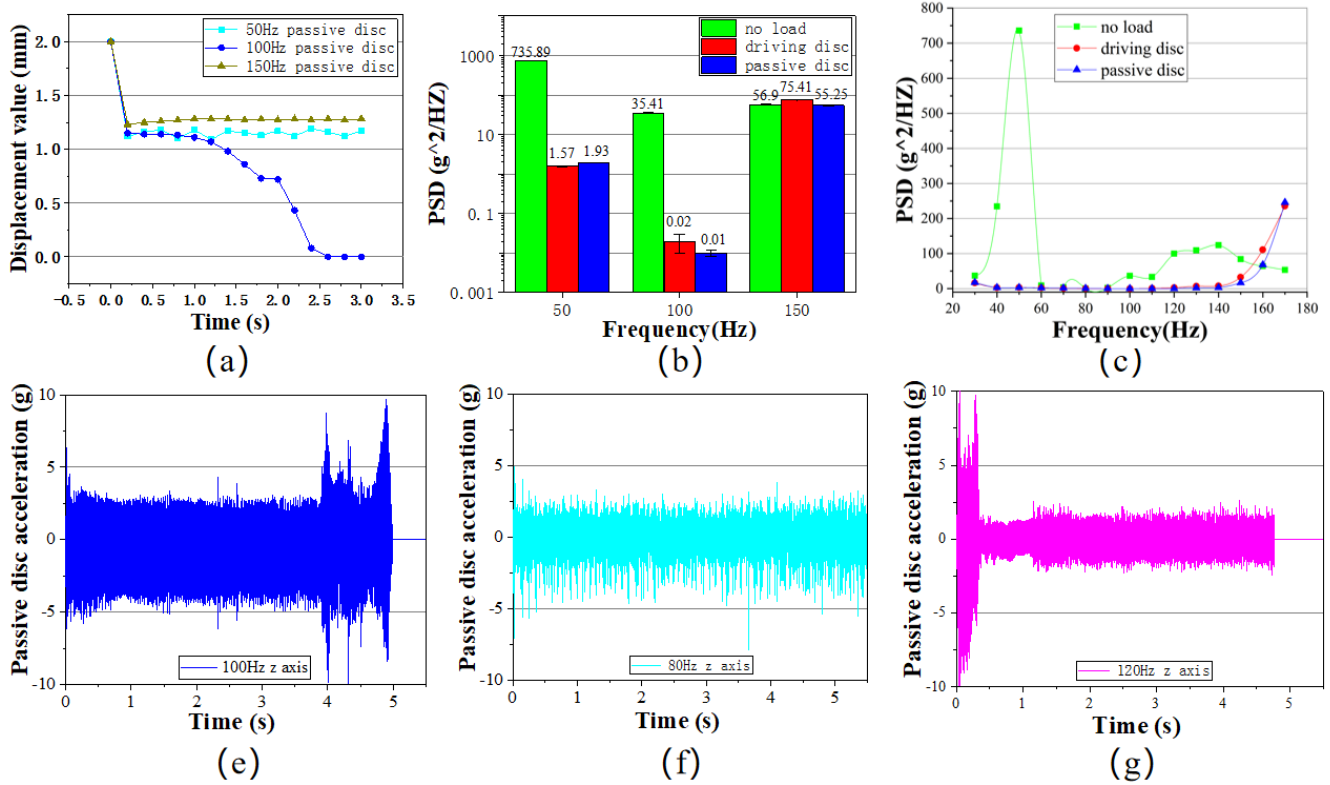 50Hz passive disc
100Hz passive disc
150Hz passive disc
Displacement value (mm)
2.0
1.5
1.0
0.5
0.0
-0.5 0.0 0.5 1.0 1.5 2.0 2.5 3.0 3.5
Time (s)
(a)
no load
driving disc
passive disc
PSD (g^2/HZ)
1000
10
0.1
0.001
735.89
1.57
1.93
35.41
0.02
0.01
56.9
75.41
55.25
50 100 150
Frequency(Hz)
(b)
no load
driving disc
passive disc
PSD (g^2/HZ)
800
700
600
500
400
300
200
100
0
20 40 60 80 100 120 140 160 180
Frequency(Hz)
(c)
Passive disc acceleration (g)
10
5
0
-5
-10
100Hz z axis
0 1 2 3 4 5
Time (s)
(e)
Passive disc acceleration (g)
10
5
0
-5
-10
80Hz z axis
0 1 2 3 4 5
Time (s)
(f)
Passive disc acceleration (g)
10
5
0
-5
-10
120Hz z axis
0 1 2 3 4 5
Time (s)
(g)